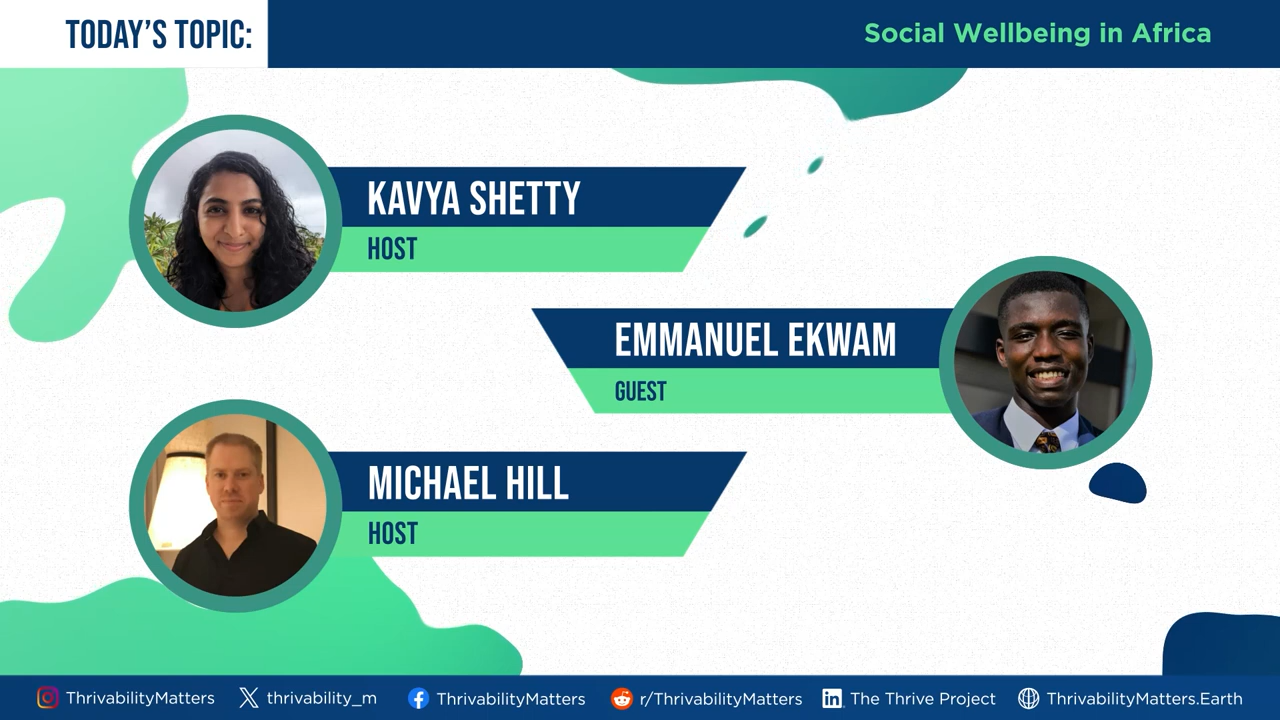 TODAY'S TOPIC:
Social Wellbeing in Africa
KAVYA SHETTY
HOST
EMMANUEL EKWAM
GUEST
MICHAEL HILL
HOST
ThrivabilityMatters
thrivability_m
ThrivabilityMatters
r/ThrivabilityMatters
in The Thrive Project
ThrivabilityMatters.Earth